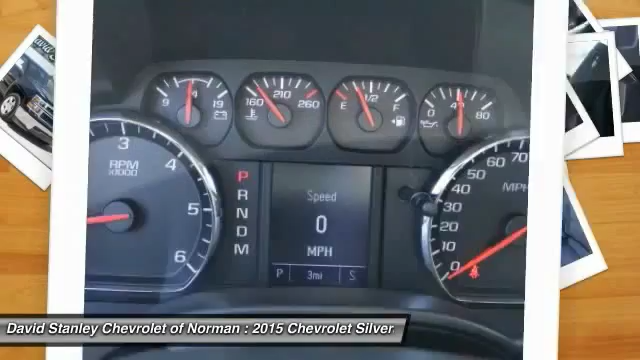 9 14 19
160 210 260
E 1/2 F
0 40 80
3
4
5
6
RPM
x1000
P
R
N
D
M
Speed
0
MPH
P 3mi S
70
60
50
40
30
20
10
0
MPH
David Stanley Chevrolet of Norman : 2015 Chevrolet Silver